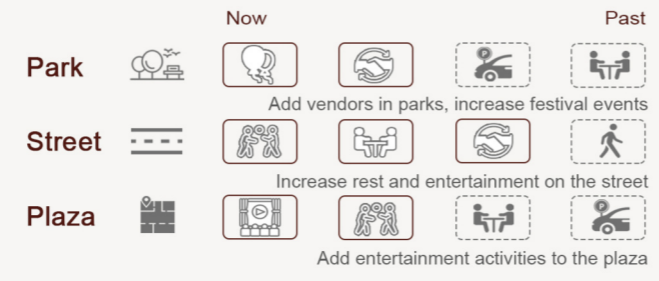 Now Past
Park
Add vendors in parks, increase festival events
Street
Increase rest and entertainment on the street
Plaza
Add entertainment activities to the plaza